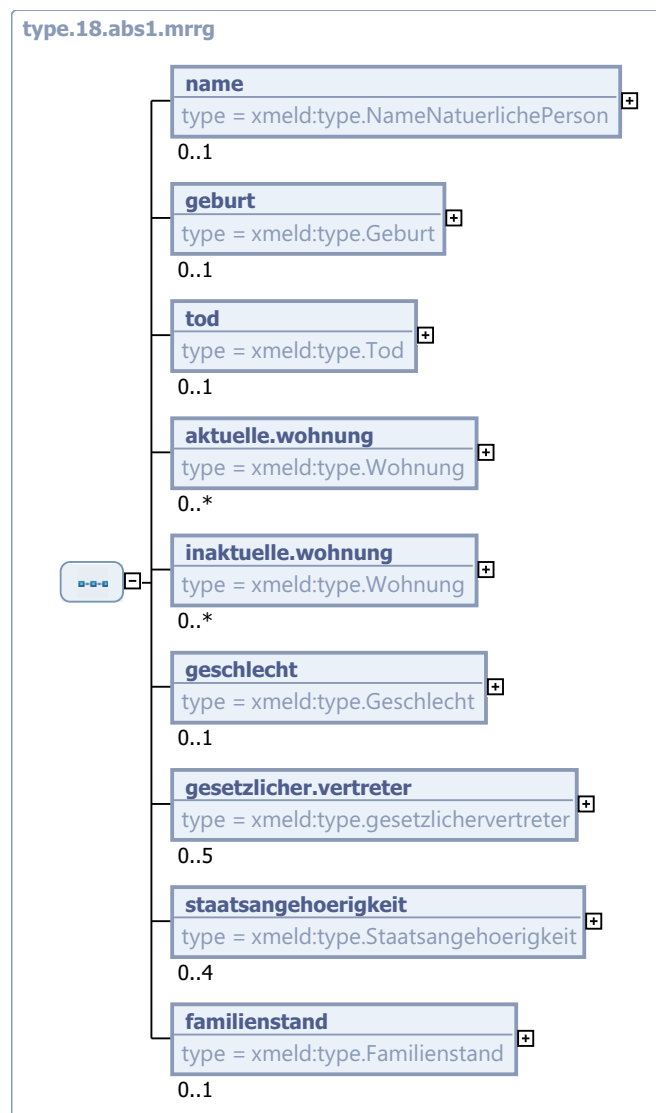 type.18.abs1.mrrg
name
type = xmeld:type.NameNatuerlichePerson
0..1
geburt
type = xmeld:type.Geburt
0..1
tod
type = xmeld:type.Tod
0..1
aktuelle.wohnung
type = xmeld:type.Wohnung
0..*
inaktuelle.wohnung
type = xmeld:type.Wohnung
0..*
geschlecht
type = xmeld:type.Geschlecht
0..1
gesetzlicher.vertreter
type = xmeld:type.gesetzlichervertreter
0..5
staatsangehoerigkeit
type = xmeld:type.Staatsangehoerigkeit
0..4
familienstand
type = xmeld:type.Familienstand
0..1